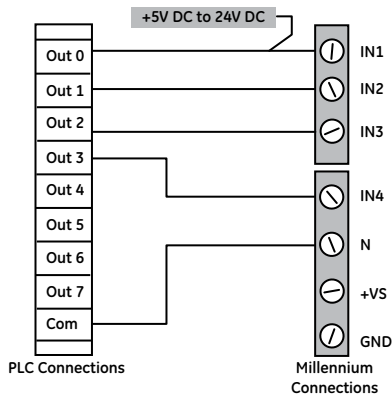 +5V DC to 24V DC
Out 0
Out 1
Out 2
Out 3
Out 4
Out 5
Out 6
Out 7
Com
IN1
IN2
IN3
IN4
N
+VS
GND
PLC Connections
Millennium
Connections